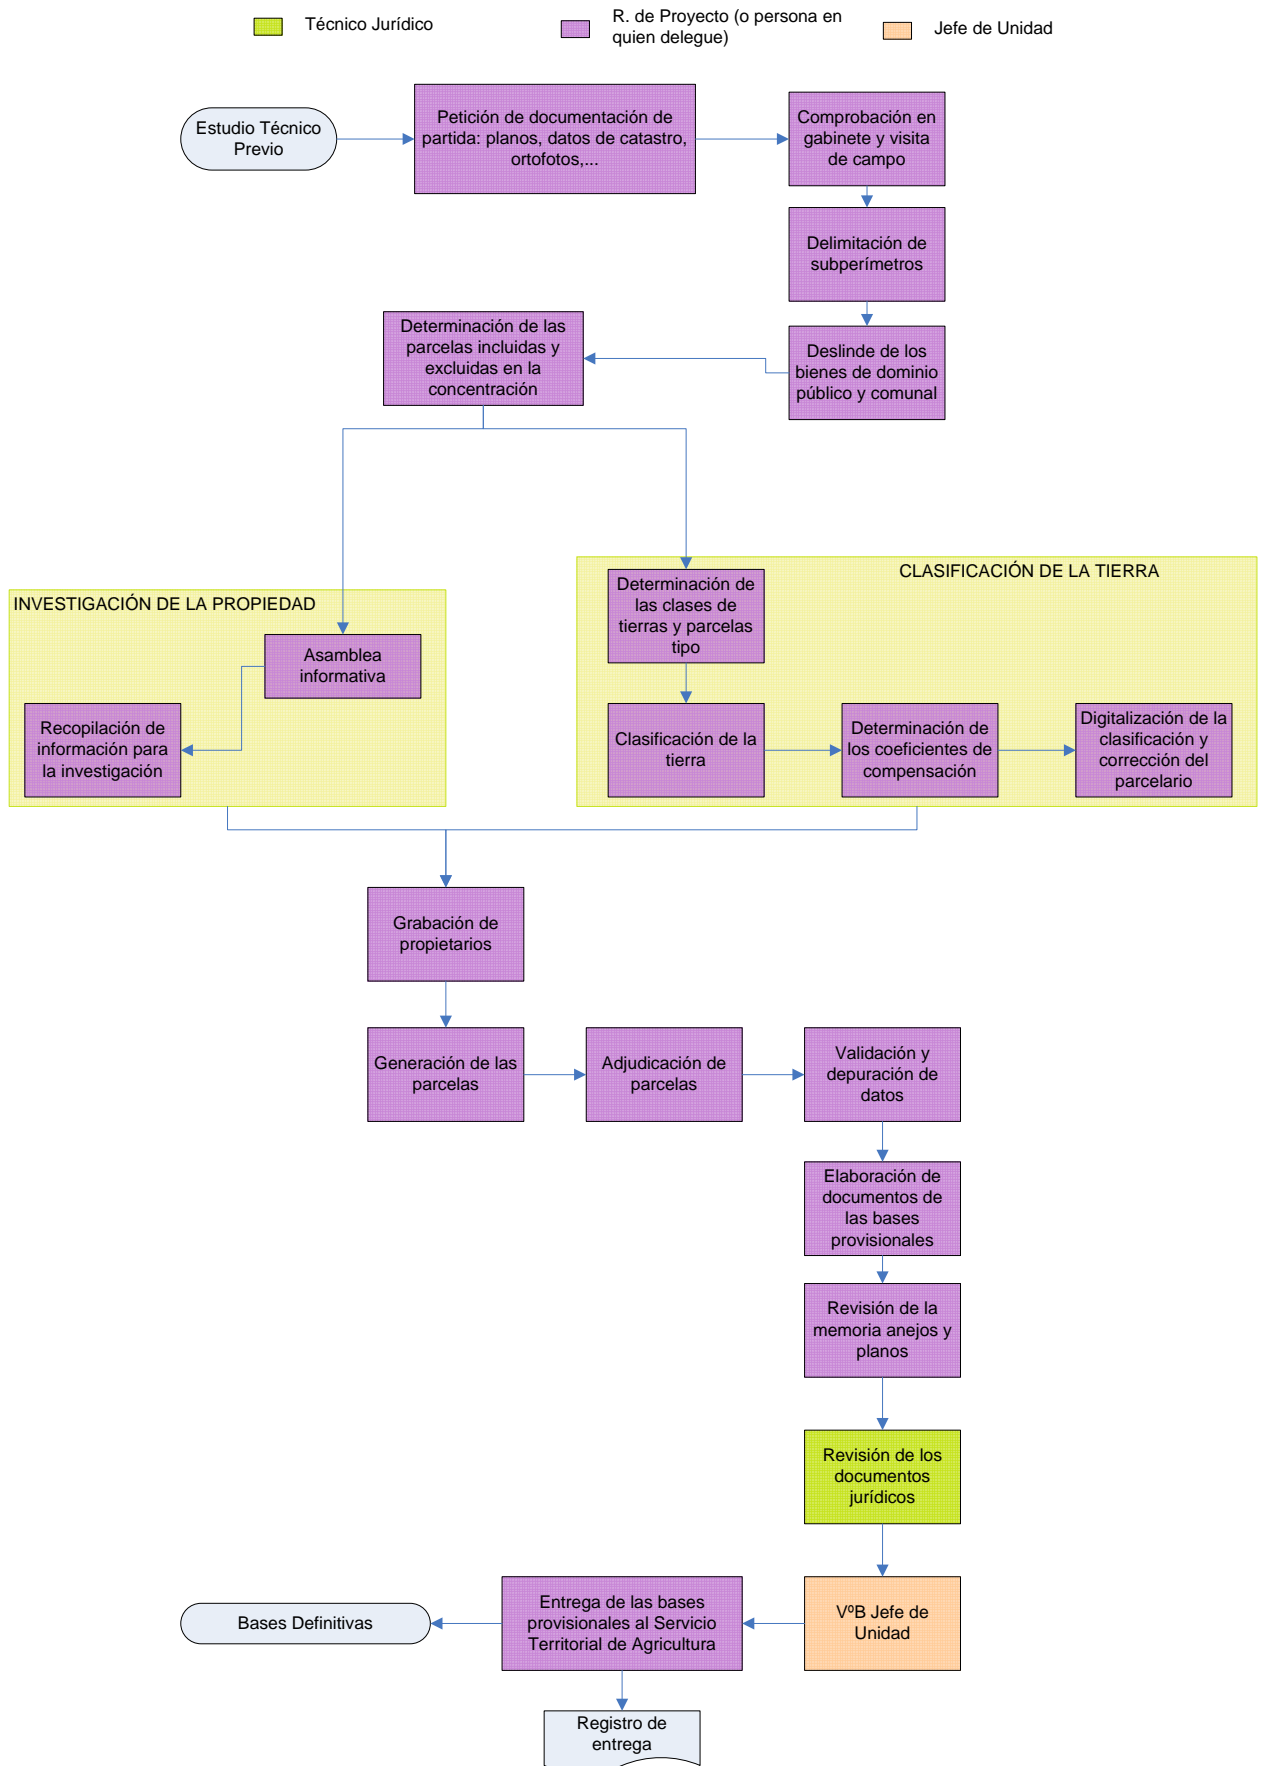 Técnico Jurídico
R. de Proyecto (o persona en
quien delegue)
Jefe de Unidad
Estudio Técnico
Previo
Petición de documentación de
partida: planos, datos de catastro,
ortofotos,...
Comprobación en
gabinete y visita
de campo
Delimitación de
subperímetros
Determinación de las
parcelas incluidas y
excluidas en la
concentración
Deslinde de los
bienes de dominio
público y comunal
INVESTIGACIÓN DE LA PROPIEDAD
Asamblea
informativa
Recopilación de
información para
la investigación
CLASIFICACIÓN DE LA TIERRA
Determinación de
las clases de
tierras y parcelas
tipo
Clasificación de la
tierra
Determinación de
los coeficientes de
compensación
Digitalización de la
clasificación y
corrección del
parcelario
Grabación de
propietarios
Generación de las
parcelas
Adjudicación de
parcelas
Validación y
depuración de
datos
Elaboración de
documentos de
las bases
provisionales
Revisión de la
memoria anejos y
planos
Revisión de los
documentos
jurídicos
VºB Jefe de
Unidad
Entrega de las bases
provisionales al Servicio
Territorial de Agricultura
Bases Definitivas
Registro de
entrega